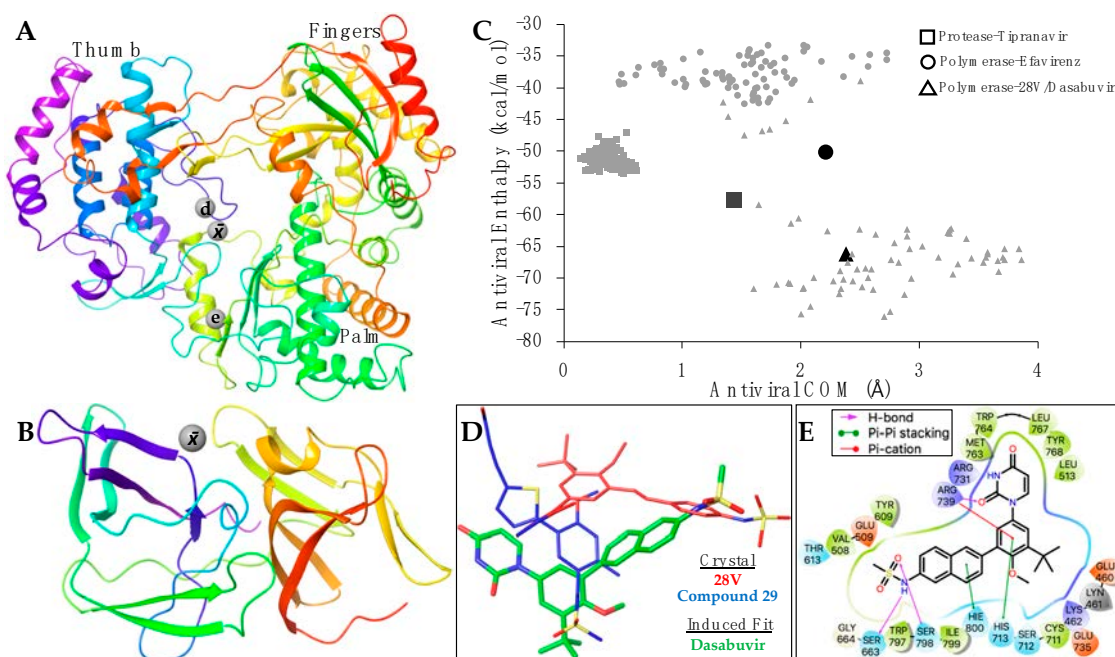 A
Thumb
Fingers
d
x̄
e
Palm
B
x̄
C
Antiviral Enthalpy (kcal/mol)
-30
-35
-40
-45
-50
-55
-60
-65
-70
-75
-80
0
1
2
3
4
Antiviral COM (Å)
Protease-Tipranavir
Polymerase-Efavirenz
Polymerase-28V/Dasabuvir
D
Crystal
28V
Compound 29
Induced Fit
Dasabuvir
E
H-bond
Pi-Pi stacking
Pi-cation
TRP
764
LEU
767
MET
763
TYR
768
ARG
731
LEU
513
ARG
739
TYR
609
GLU
509
VAL
508
THR
613
GLY
664
SER
663
TRP
797
SER
798
ILE
799
HIE
800
HIS
713
SER
712
CYS
711
GLU
735
LYS
462
LYN
461
GLU
460
O
NH
O
N
O
O
S
O
NH